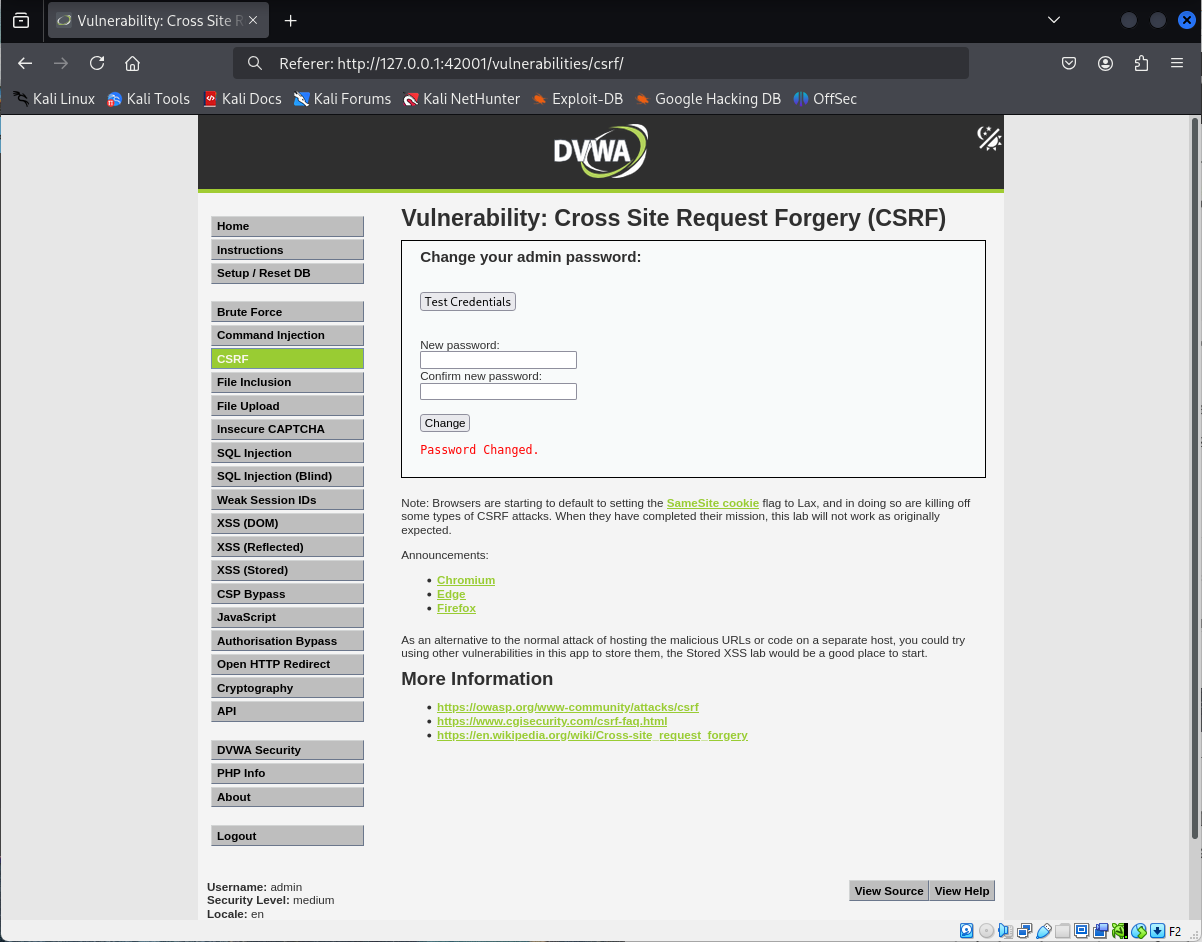 Vulnerability: Cross Site R
Referer: http://127.0.0.1:42001/vulnerabilities/csrf/
Kali Linux Kali Tools Kali Docs Kali Forums Kali NetHunter Exploit-DB Google Hacking DB OffSec
DVWA
Home
Instructions
Setup / Reset DB
Brute Force
Command Injection
CSRF
File Inclusion
File Upload
Insecure CAPTCHA
SQL Injection
SQL Injection (Blind)
Weak Session IDs
XSS (DOM)
XSS (Reflected)
XSS (Stored)
CSP Bypass
JavaScript
Authorisation Bypass
Open HTTP Redirect
Cryptography
API
DVWA Security
PHP Info
About
Logout
Vulnerability: Cross Site Request Forgery (CSRF)
Change your admin password:
Test Credentials
New password:
Confirm new password:
Change
Password Changed.
Note: Browsers are starting to default to setting the SameSite cookie flag to Lax, and in doing so are killing off
some types of CSRF attacks. When they have completed their mission, this lab will not work as originally
expected.
Announcements:
• Chromium
• Edge
• Firefox
As an alternative to the normal attack of hosting the malicious URLs or code on a separate host, you could try
using other vulnerabilities in this app to store them, the Stored XSS lab would be a good place to start.
More Information
• https://owasp.org/www-community/attacks/csrf
• https://www.cgisecurity.com/csrf-faq.html
• https://en.wikipedia.org/wiki/Cross-site_request_forgery
Username: admin
Security Level: medium
Locale: en
View Source View Help
F2